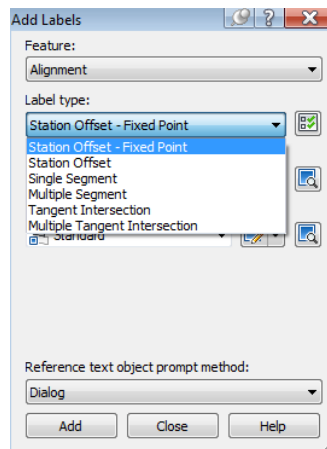 Add Labels
Feature:
Alignment
Label type:
Station Offset - Fixed Point
Station Offset - Fixed Point
Station Offset
Single Segment
Multiple Segment
Tangent Intersection
Multiple Tangent Intersection
Standard
Reference text object prompt method:
Dialog
Add Close Help